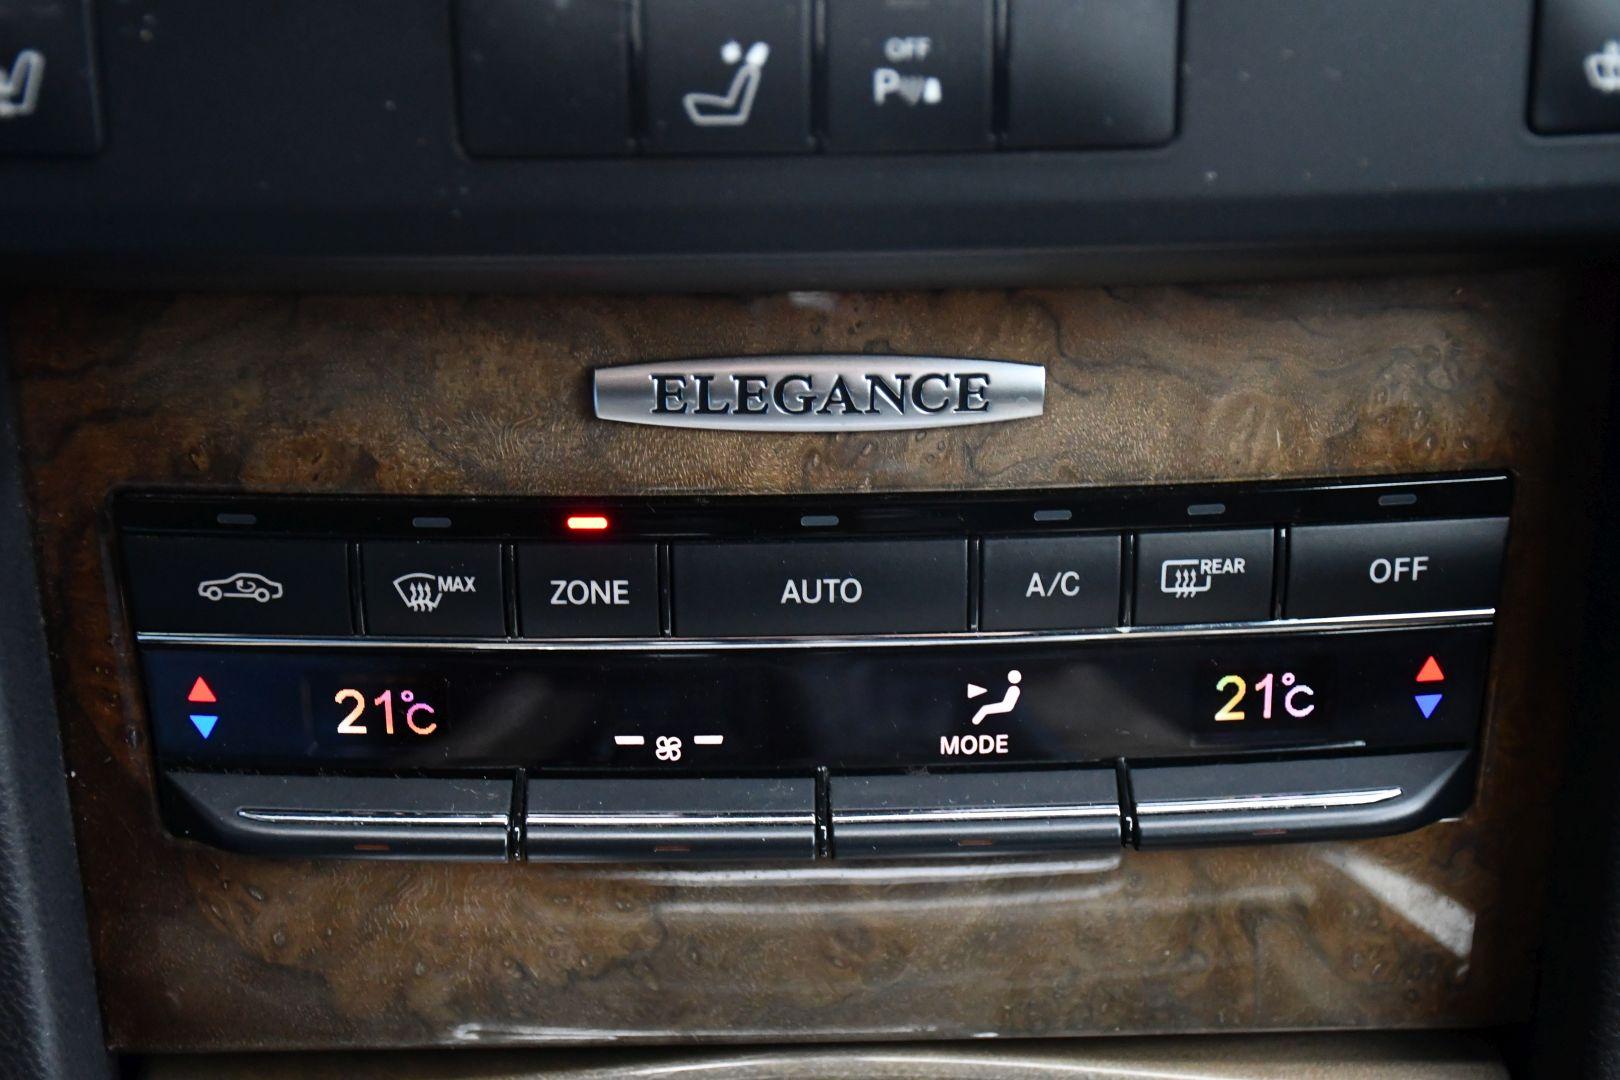 OFF
ELEGANCE
MAX ZONE AUTO A/C REAR OFF
21°C 21°C
MODE